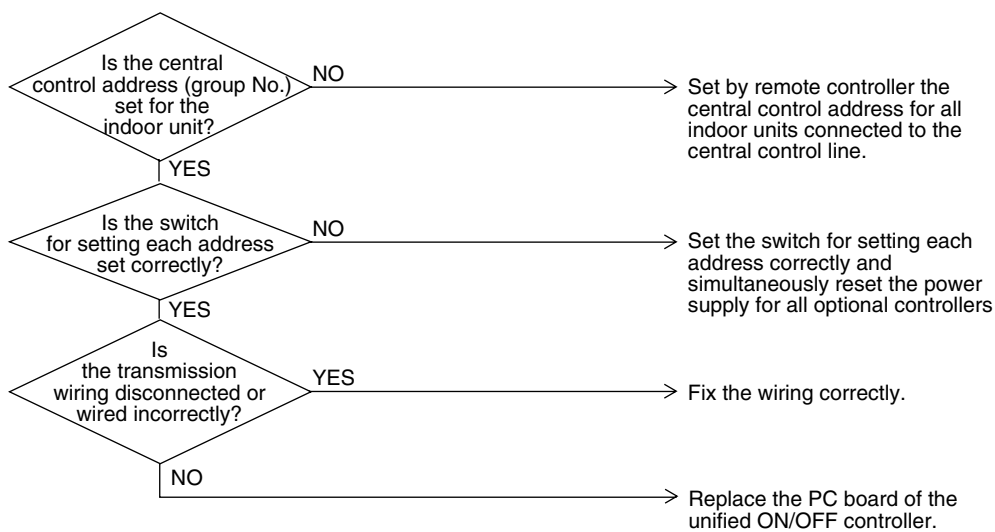 Is the central
control address (group No.)
set for the
indoor unit?
NO
Set by remote controller the
central control address for all
indoor units connected to the
central control line.
YES
Is the switch
for setting each address
set correctly?
NO
Set the switch for setting each
address correctly and
simultaneously reset the power
supply for all optional controllers
YES
Is
the transmission
wiring disconnected or
wired incorrectly?
YES
Fix the wiring correctly.
NO
Replace the PC board of the
unified ON/OFF controller.